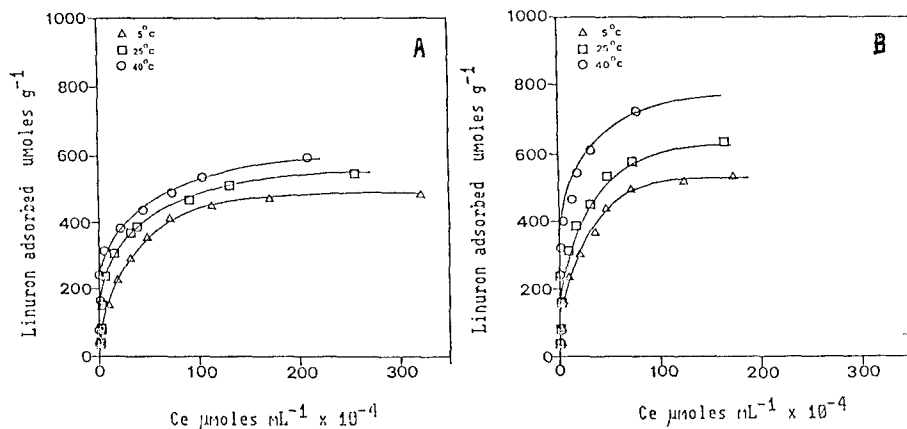 1000
800
600
400
200
0
Linuron adsorbed umoles g⁻¹
△ 5°c
□ 25°c
○ 40°c
A
0 100 200 300
Ce µmoles mL⁻¹ x 10⁻⁴
1000
800
600
400
200
0
Linuron adsorbed umoles g⁻¹
△ 5°c
□ 25°c
○ 40°c
B
0 100 200 300
Ce µmoles mL⁻¹ x 10⁻⁴